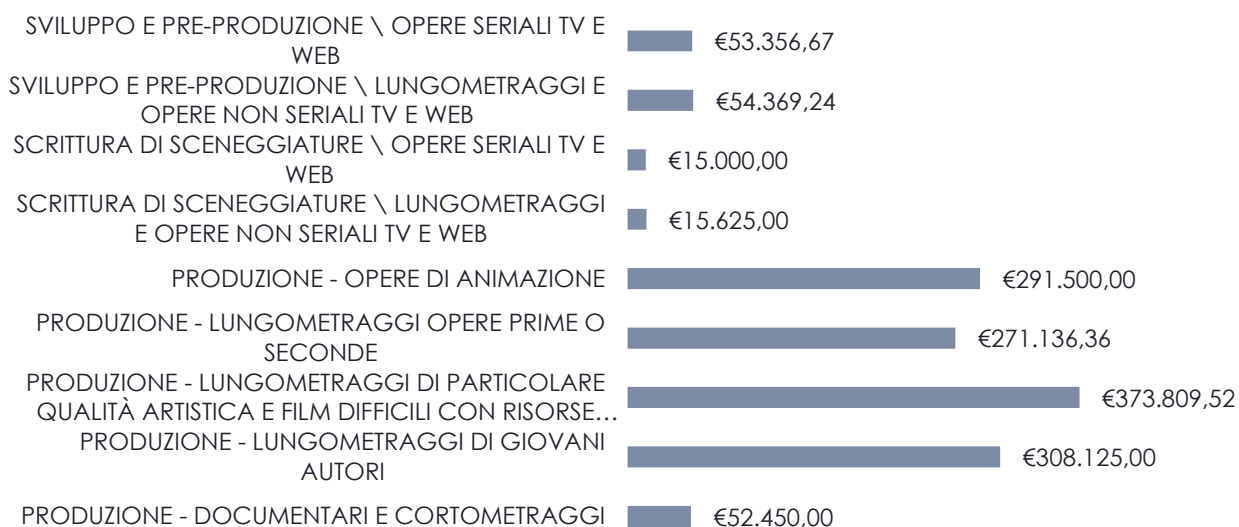 SVILUPPO E PRE-PRODUZIONE \ OPERE SERIALI TV E
WEB
€53.356,67
SVILUPPO E PRE-PRODUZIONE \ LUNGOMETRAGGI E
OPERE NON SERIALI TV E WEB
€54.369,24
SCRITTURA DI SCENEGGIATURE \ OPERE SERIALI TV E
WEB
€15.000,00
SCRITTURA DI SCENEGGIATURE \ LUNGOMETRAGGI
E OPERE NON SERIALI TV E WEB
€15.625,00
PRODUZIONE - OPERE DI ANIMAZIONE
€291.500,00
PRODUZIONE - LUNGOMETRAGGI OPERE PRIME O
SECONDE
€271.136,36
PRODUZIONE - LUNGOMETRAGGI DI PARTICOLARE
QUALITÀ ARTISTICA E FILM DIFFICILI CON RISORSE…
€373.809,52
PRODUZIONE - LUNGOMETRAGGI DI GIOVANI
AUTORI
€308.125,00
PRODUZIONE - DOCUMENTARI E CORTOMETRAGGI
€52.450,00